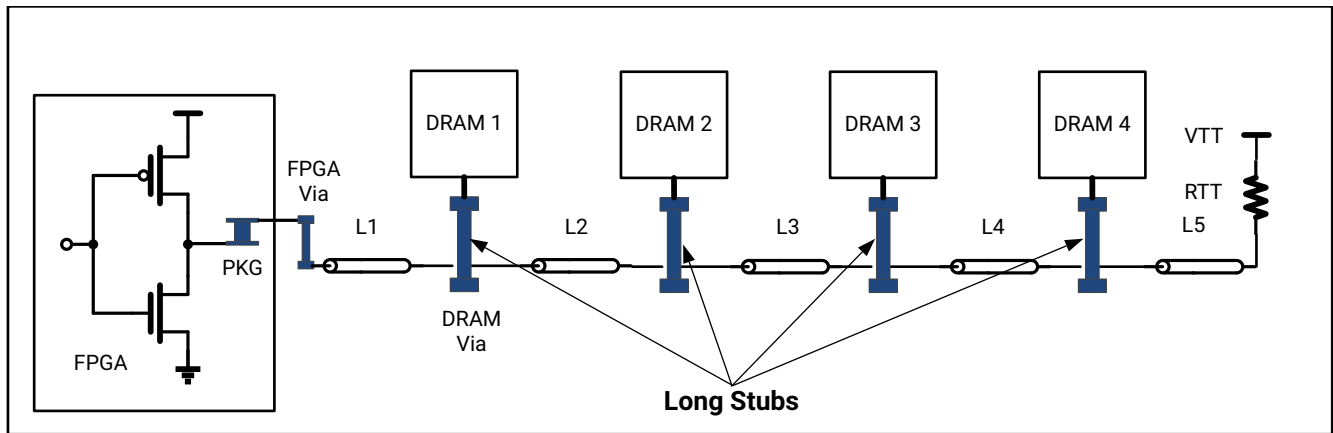 DRAM 1
DRAM 2
DRAM 3
DRAM 4
VTT
FPGA
Via
RTT
L1
L2
L3
L4
L5
PKG
DRAM
Via
FPGA
Long Stubs